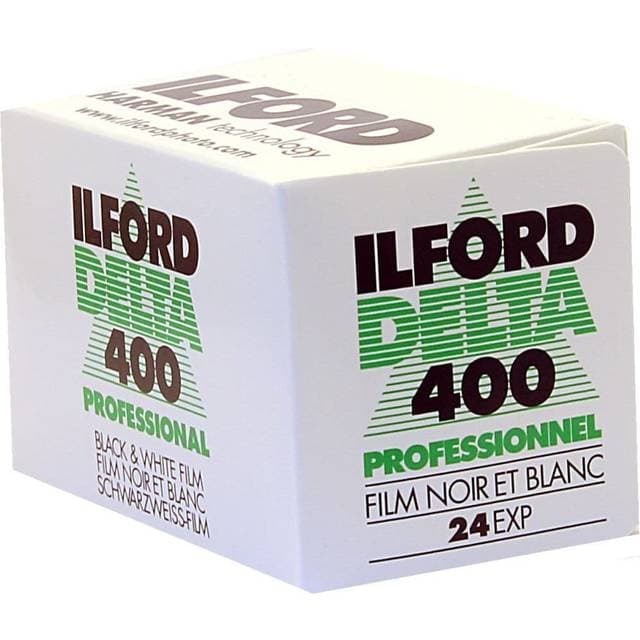 ILFORD
HARMAN technology
www.ilfordphoto.com
ILFORD
DELTA
400
PROFESSIONAL
BLACK & WHITE FILM
FILM NOIR ET BLANC
SCHWARZWEISS-FILM
ILFORD
DELTA
400
PROFESSIONNEL
FILM NOIR ET BLANC
24 EXP